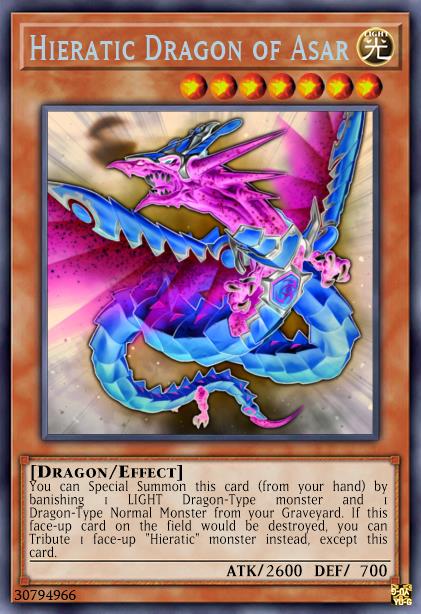 HIERATIC DRAGON OF ASAR
LIGHT
光
[DRAGON/EFFECT]
You can Special Summon this card (from your hand) by
banishing 1 LIGHT Dragon-Type monster and 1
Dragon-Type Normal Monster from your Graveyard. If this
face-up card on the field would be destroyed, you can
Tribute 1 face-up "Hieratic" monster instead, except this
card.
ATK/2600 DEF/ 700
30794966